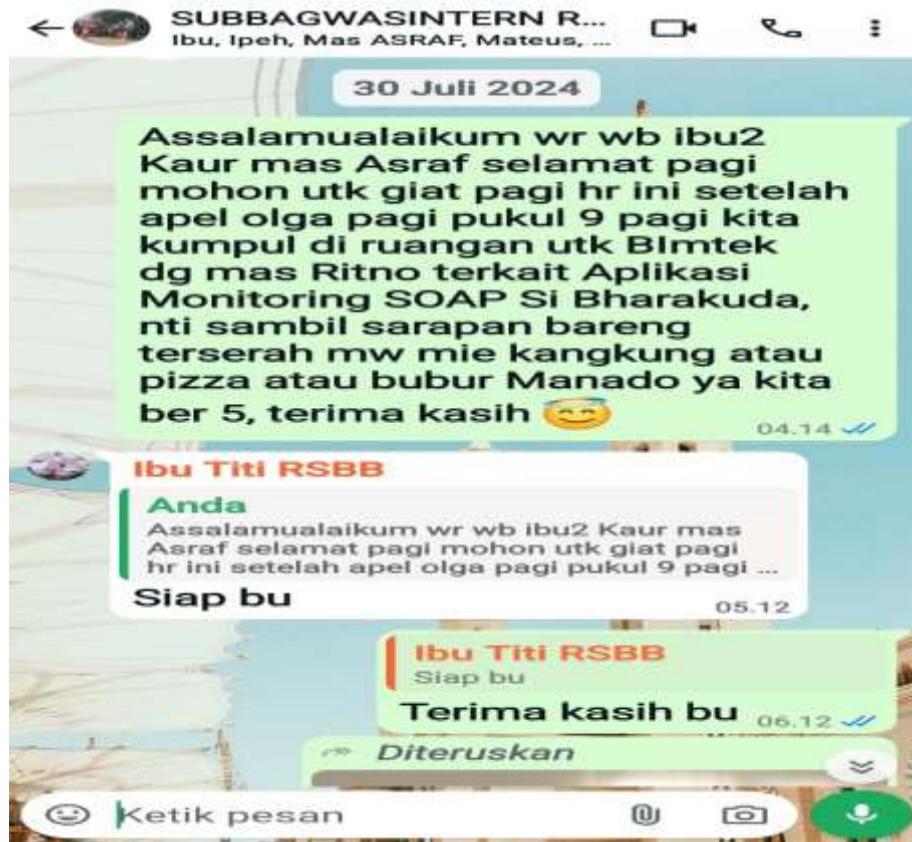 SUBBAGWASINTERN R...
Ibu, Ipeh, Mas ASRAF, Mateus, ...
30 Juli 2024
Assalamualaikum wr wb ibu2
Kaur mas Asraf selamat pagi
mohon utk giat pagi hr ini setelah
apel olga pagi pukul 9 pagi kita
kumpul di ruangan utk BImtek
dg mas Ritno terkait Aplikasi
Monitoring SOAP Si Bharakuda,
nti sambil sarapan bareng
terserah mw mie kangkung atau
pizza atau bubur Manado ya kita
ber 5, terima kasih 😇
04.14
Ibu Titi RSBB
Anda
Assalamualaikum wr wb ibu2 Kaur mas
Asraf selamat pagi mohon utk giat pagi
hr ini setelah apel olga pagi pukul 9 pagi ...
Siap bu
05.12
Ibu Titi RSBB
Siap bu
Terima kasih bu
06.12
Diteruskan
Ketik pesan